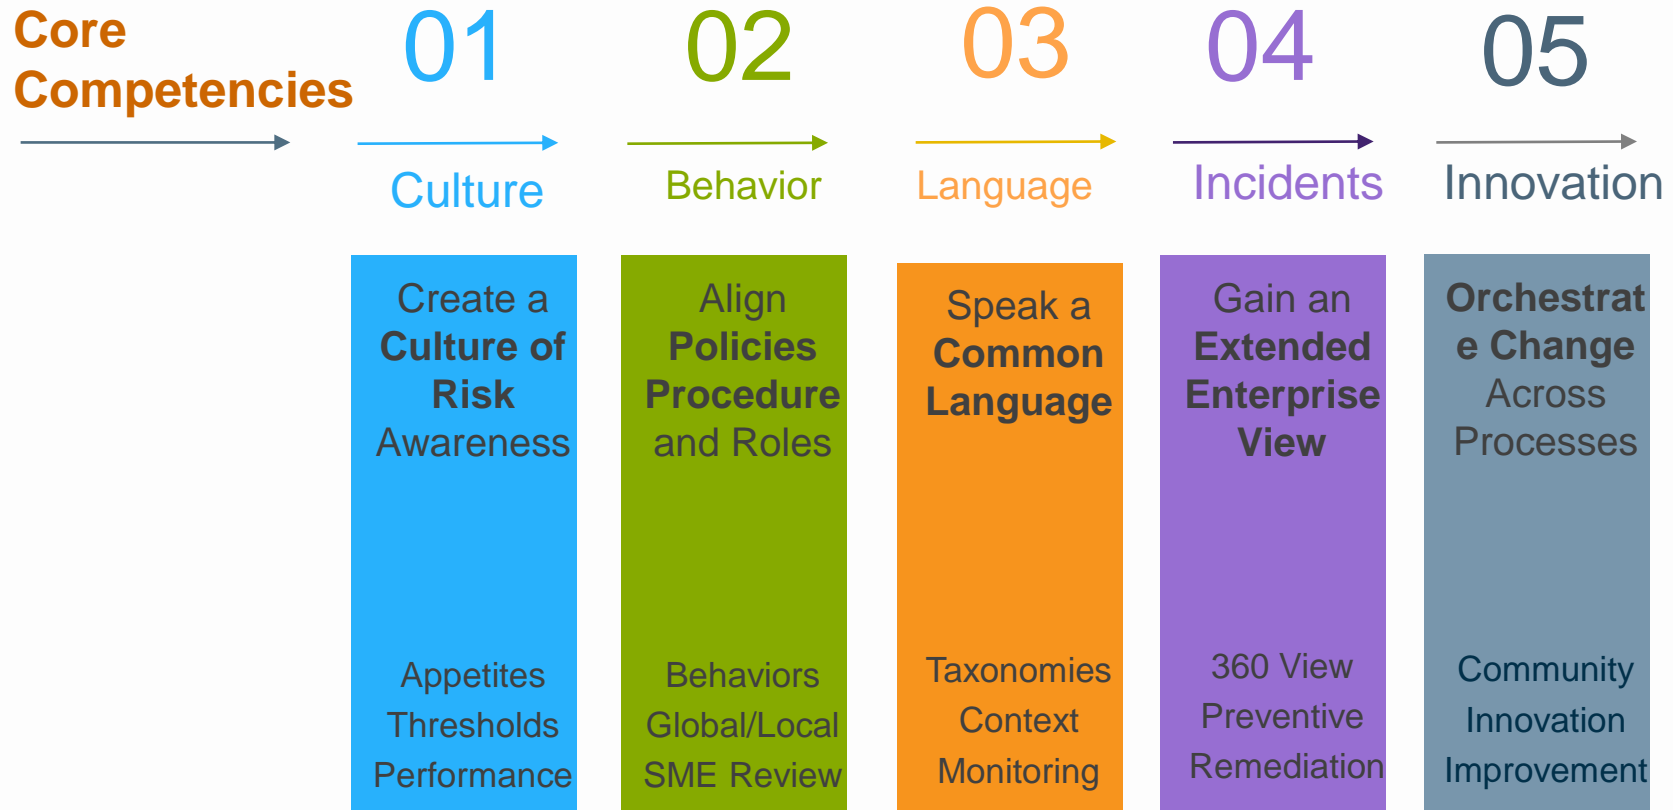 Core
Competencies
01
Culture
Create a
Culture of
Risk
Awareness
Appetites
Thresholds
Performance
02
Behavior
Align
Policies
Procedure
and Roles
Behaviors
Global/Local
SME Review
03
Language
Speak a
Common
Language
Taxonomies
Context
Monitoring
04
Incidents
Gain an
Extended
Enterprise
View
360 View
Preventive
Remediation
05
Innovation
Orchestrat
e Change
Across
Processes
Community
Innovation
Improvement